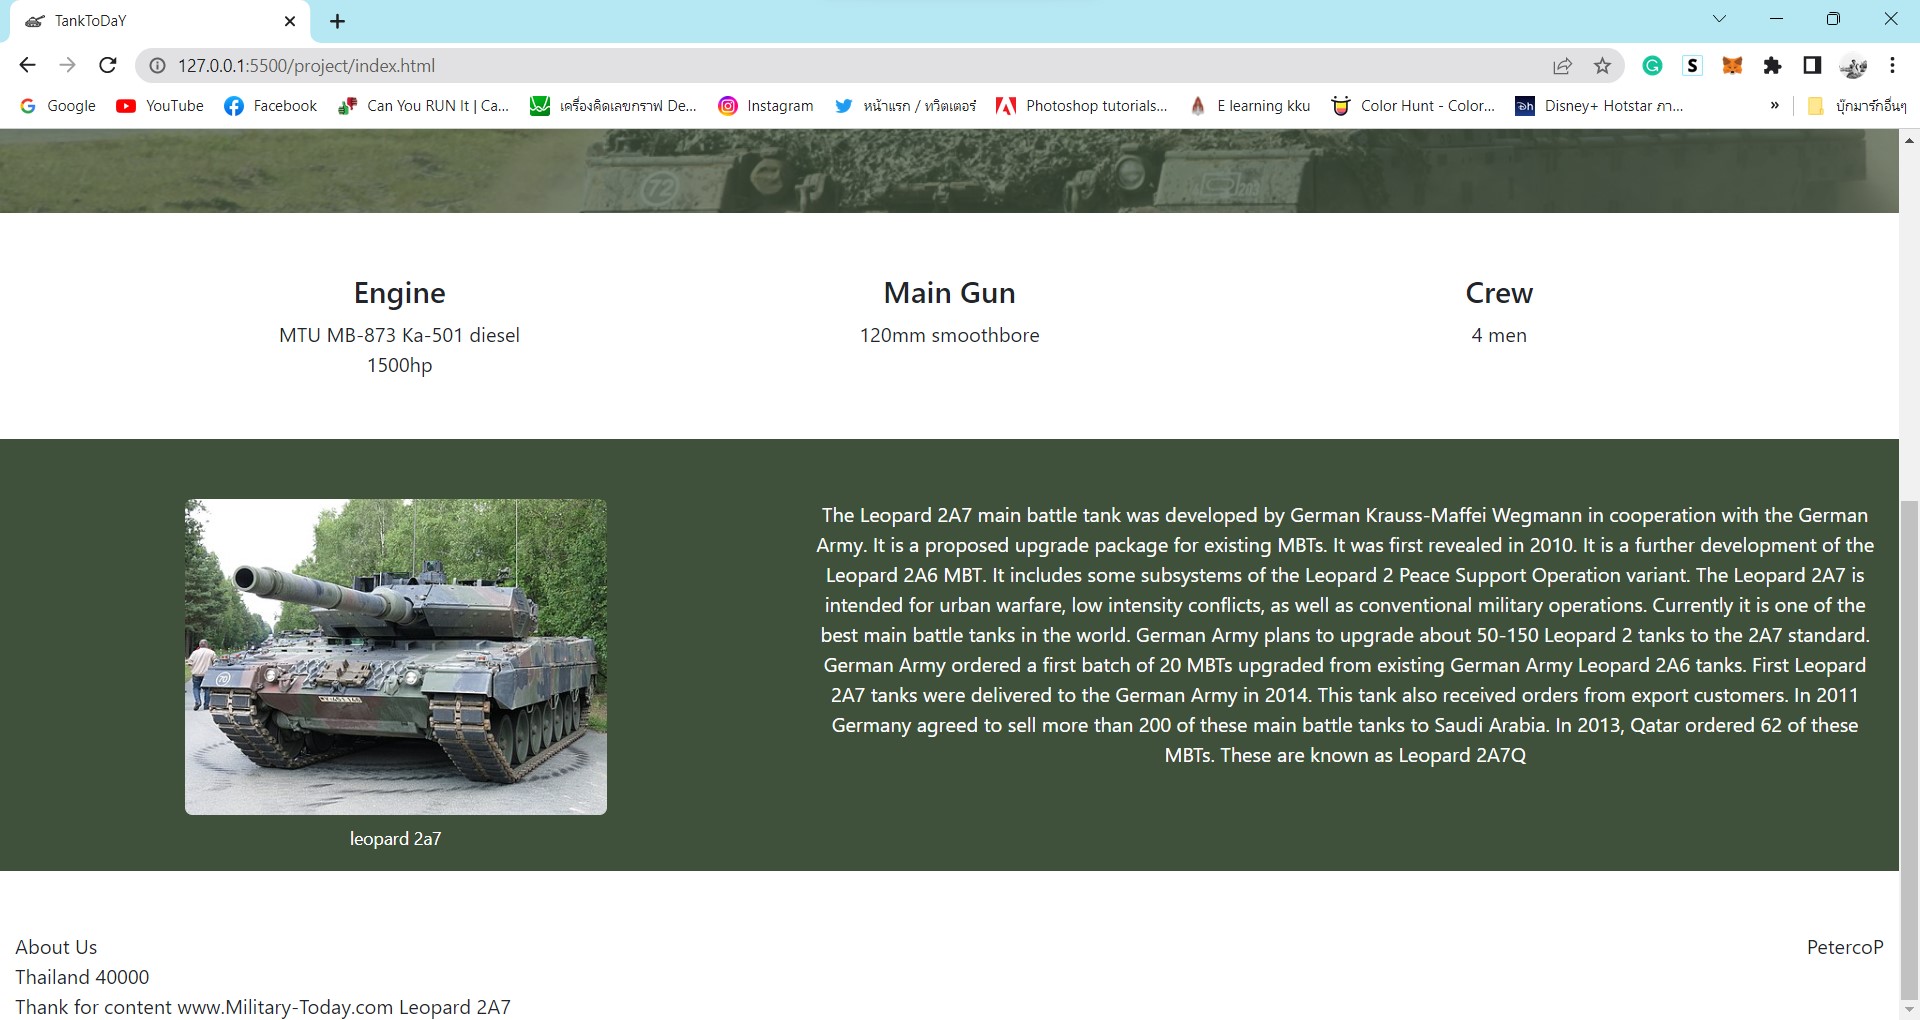 TankToDaY
127.0.0.1:5500/project/index.html
Google YouTube Facebook Can You RUN It | Ca... เครื่องคิดเลขกราฟ De... Instagram หน้าแรก / ทวิตเตอร์ Photoshop tutorials... E learning kku Color Hunt - Color... Disney+ Hotstar ภา... » บุ๊กมาร์กอื่นๆ
72
Engine
MTU MB-873 Ka-501 diesel
1500hp
Main Gun
120mm smoothbore
Crew
4 men
70
leopard 2a7
The Leopard 2A7 main battle tank was developed by German Krauss-Maffei Wegmann in cooperation with the German
Army. It is a proposed upgrade package for existing MBTs. It was first revealed in 2010. It is a further development of the
Leopard 2A6 MBT. It includes some subsystems of the Leopard 2 Peace Support Operation variant. The Leopard 2A7 is
intended for urban warfare, low intensity conflicts, as well as conventional military operations. Currently it is one of the
best main battle tanks in the world. German Army plans to upgrade about 50-150 Leopard 2 tanks to the 2A7 standard.
German Army ordered a first batch of 20 MBTs upgraded from existing German Army Leopard 2A6 tanks. First Leopard
2A7 tanks were delivered to the German Army in 2014. This tank also received orders from export customers. In 2011
Germany agreed to sell more than 200 of these main battle tanks to Saudi Arabia. In 2013, Qatar ordered 62 of these
MBTs. These are known as Leopard 2A7Q
About Us
Thailand 40000
Thank for content www.Military-Today.com Leopard 2A7
PetercoP